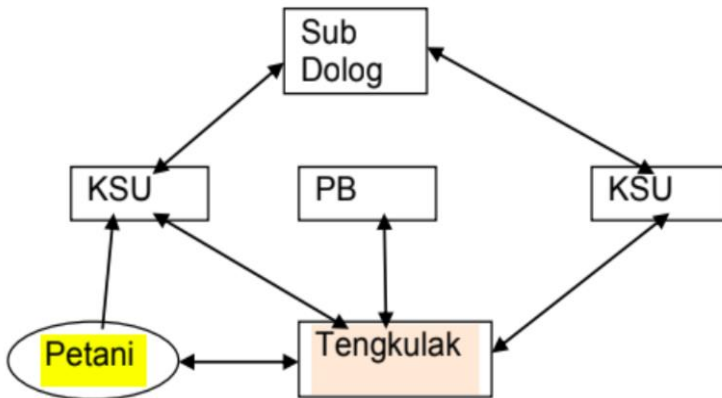 Sub
Dolog
KSU
PB
KSU
Petani
Tengkulak